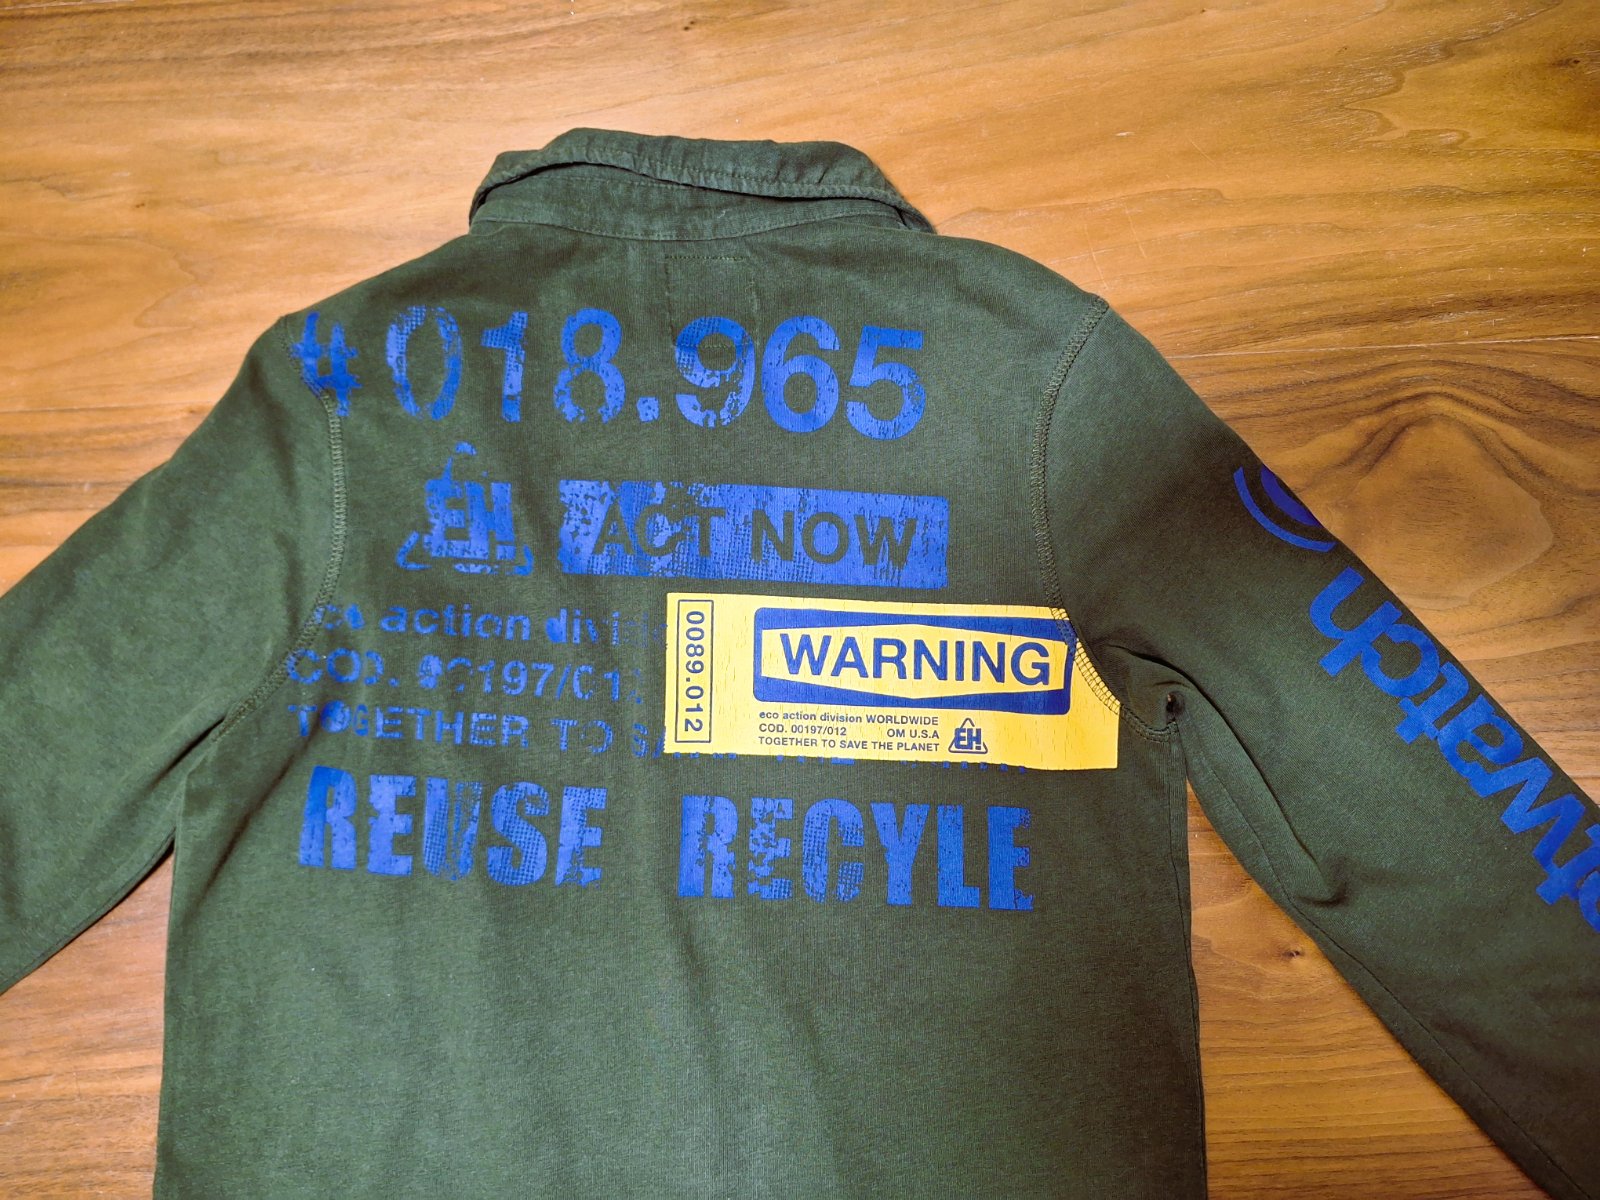 #018.965
EH! ACT NOW
eco action divi
COD. 00197/012
TOGETHER TO SA
0089.012
WARNING
eco action division WORLDWIDE
COD. 00197/012 OM U.S.A
TOGETHER TO SAVE THE PLANET EH!
REUSE RECYLE
twatch